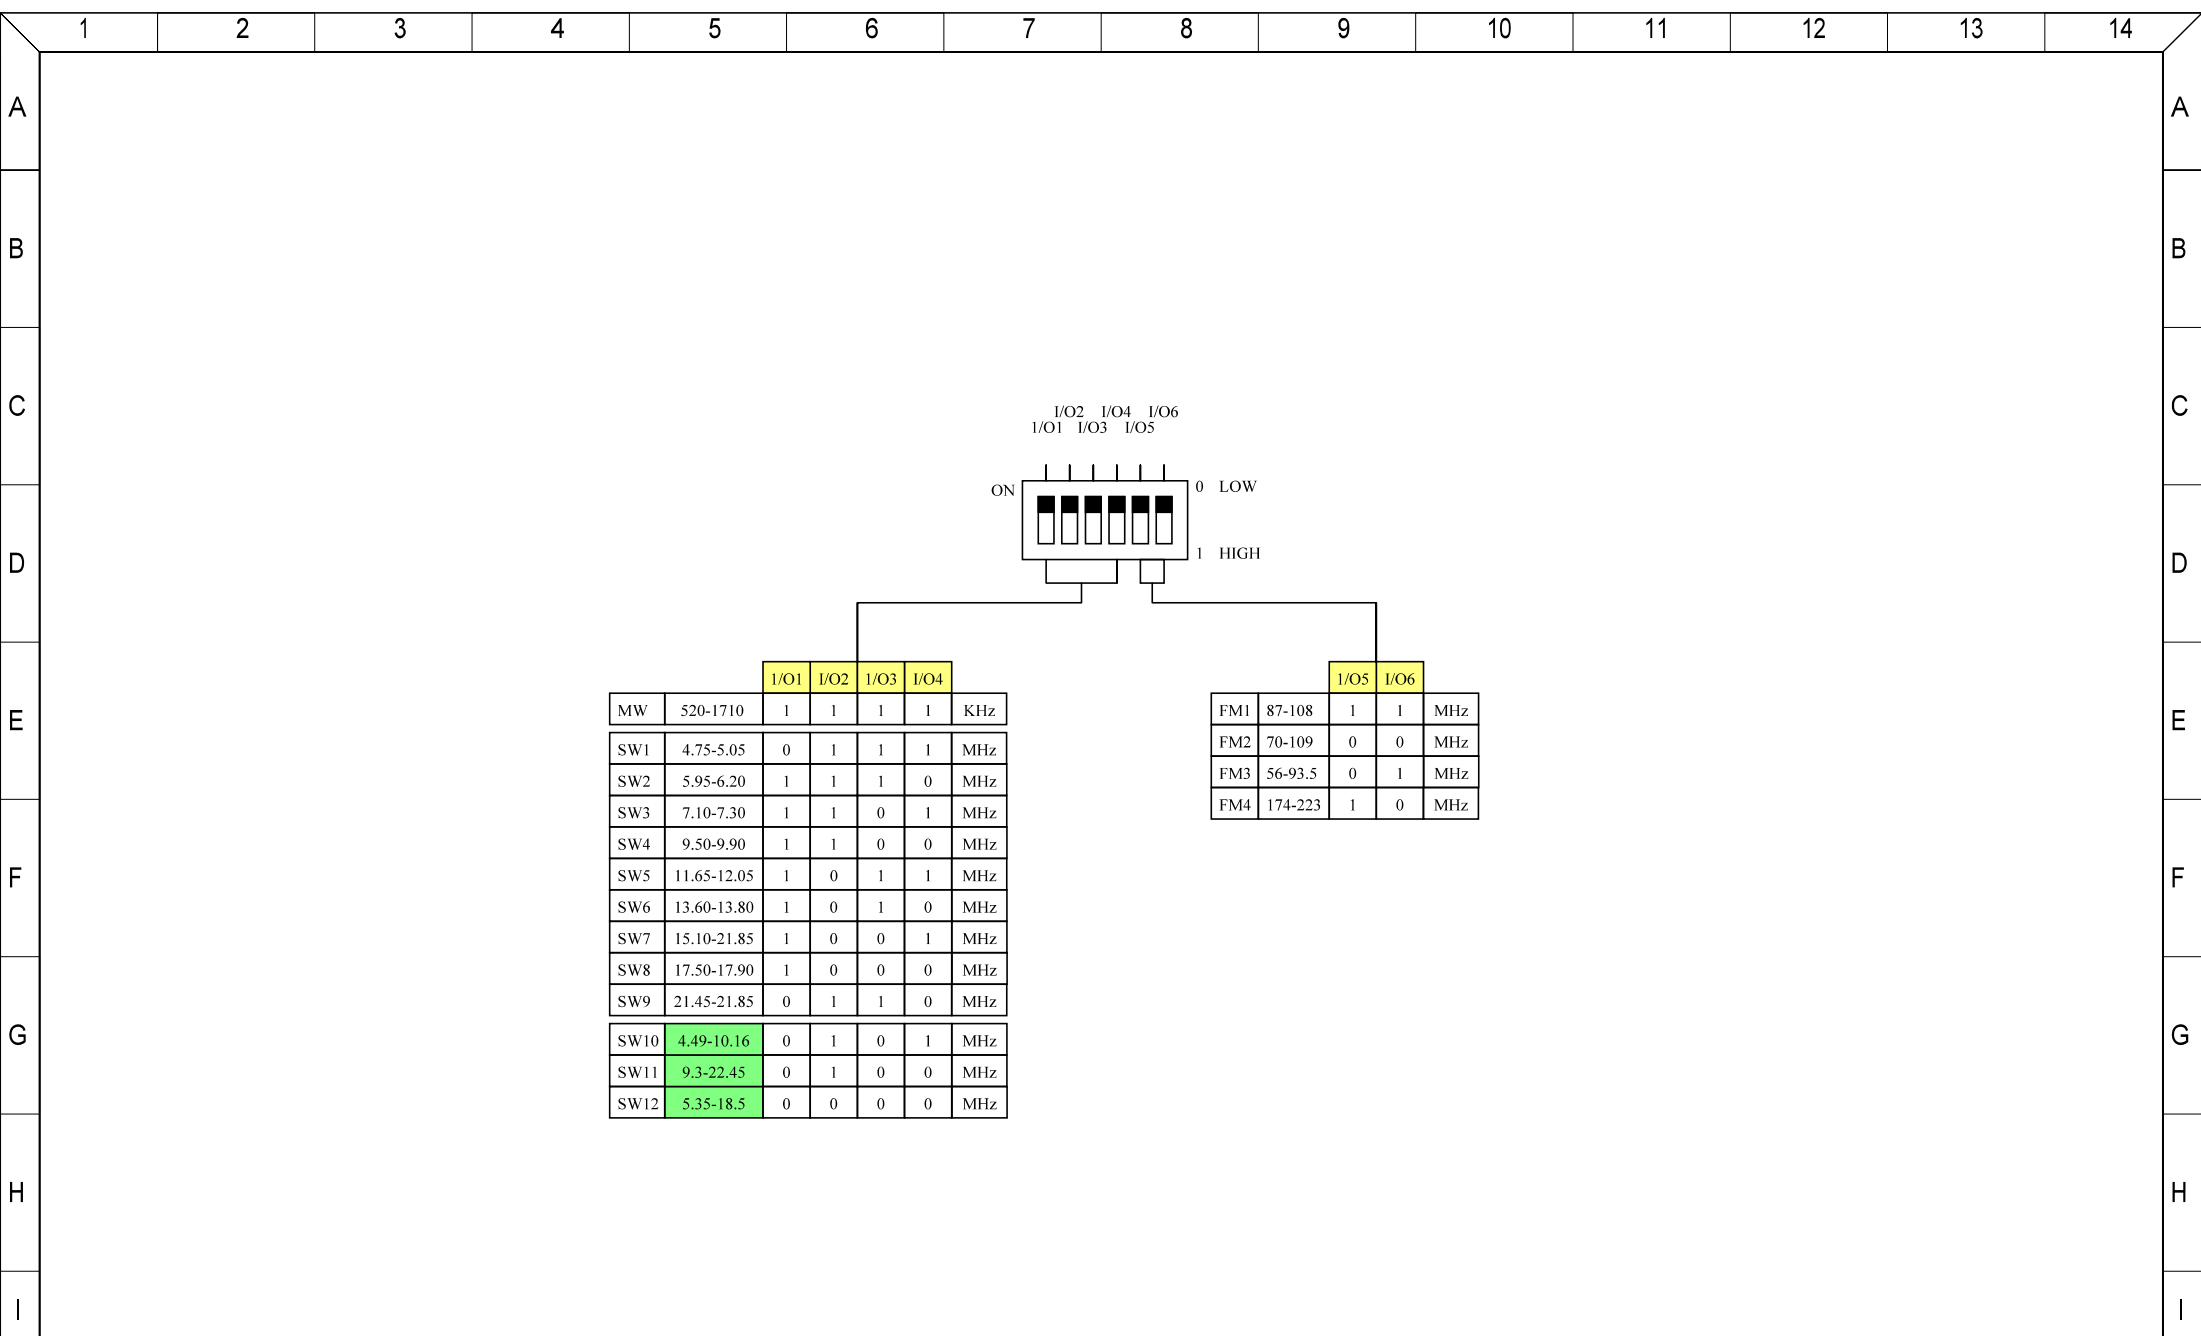 1 2 3 4 5 6 7 8 9 10 11 12 13 14
A A
B B
C C
I/O2 I/O4 I/O6
1/O1 I/O3 I/O5
ON 0 LOW
1 HIGH
D D
1/O1 I/O2 1/O3 I/O4
MW 520-1710 1 1 1 1 KHz
SW1 4.75-5.05 0 1 1 1 MHz
SW2 5.95-6.20 1 1 1 0 MHz
SW3 7.10-7.30 1 1 0 1 MHz
SW4 9.50-9.90 1 1 0 0 MHz
SW5 11.65-12.05 1 0 1 1 MHz
SW6 13.60-13.80 1 0 1 0 MHz
SW7 15.10-21.85 1 0 0 1 MHz
SW8 17.50-17.90 1 0 0 0 MHz
SW9 21.45-21.85 0 1 1 0 MHz
SW10 4.49-10.16 0 1 0 1 MHz
SW11 9.3-22.45 0 1 0 0 MHz
SW12 5.35-18.5 0 0 0 0 MHz
1/O5 I/O6
FM1 87-108 1 1 MHz
FM2 70-109 0 0 MHz
FM3 56-93.5 0 1 MHz
FM4 174-223 1 0 MHz
E E
F F
G G
H H
I I